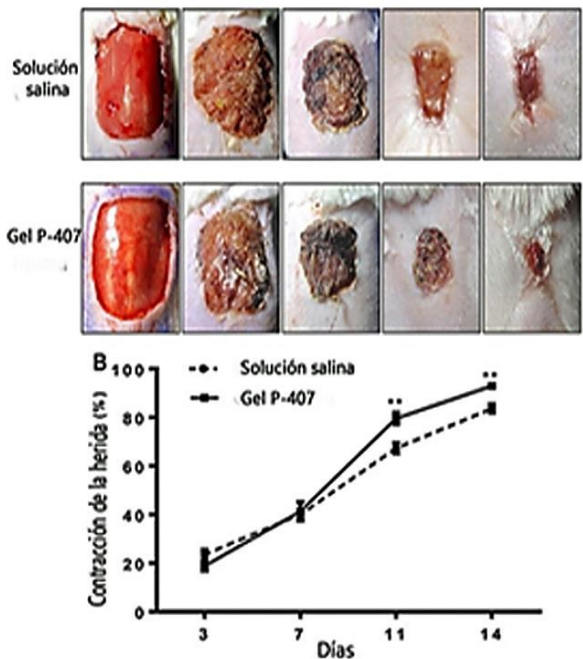 Solución
salina
Gel P-407
B
Solución salina
Gel P-407
Contracción de la herida (%)
100
80
60
40
20
0
**
**
3 7 11 14
Días